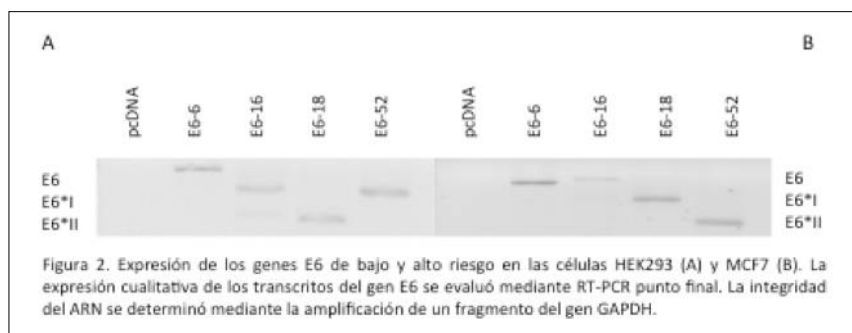 A B
pcDNA E6-6 E6-16 E6-18 E6-52 pcDNA E6-6 E6-16 E6-18 E6-52
E6 E6
E6*I E6*I
E6*II E6*II
Figura 2. Expresión de los genes E6 de bajo y alto riesgo en las células HEK293 (A) y MCF7 (B). La
expresión cualitativa de los transcritos del gen E6 se evaluó mediante RT-PCR punto final. La integridad
del ARN se determinó mediante la amplificación de un fragmento del gen GAPDH.